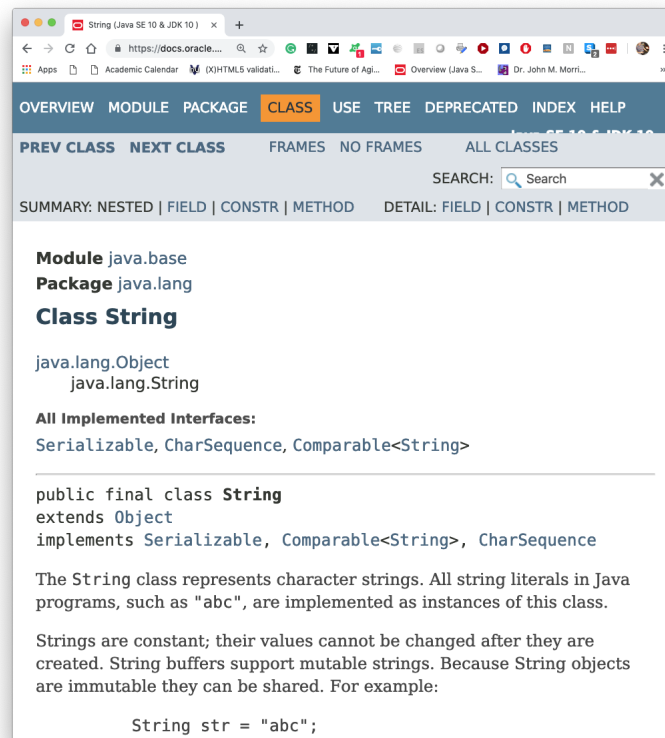 String (Java SE 10 & JDK 10 )
https://docs.oracle....
Apps Academic Calendar (X)HTML5 validati... The Future of Agi... Overview (Java S... Dr. John M. Morri... »
OVERVIEW MODULE PACKAGE CLASS USE TREE DEPRECATED INDEX HELP
Java SE 10 & JDK 10
PREV CLASS NEXT CLASS FRAMES NO FRAMES ALL CLASSES
SEARCH: Search
SUMMARY: NESTED | FIELD | CONSTR | METHOD DETAIL: FIELD | CONSTR | METHOD
Module java.base
Package java.lang
Class String
java.lang.Object
java.lang.String
All Implemented Interfaces:
Serializable, CharSequence, Comparable<String>
public final class String
extends Object
implements Serializable, Comparable<String>, CharSequence
The String class represents character strings. All string literals in Java
programs, such as "abc", are implemented as instances of this class.
Strings are constant; their values cannot be changed after they are
created. String buffers support mutable strings. Because String objects
are immutable they can be shared. For example:
String str = "abc";